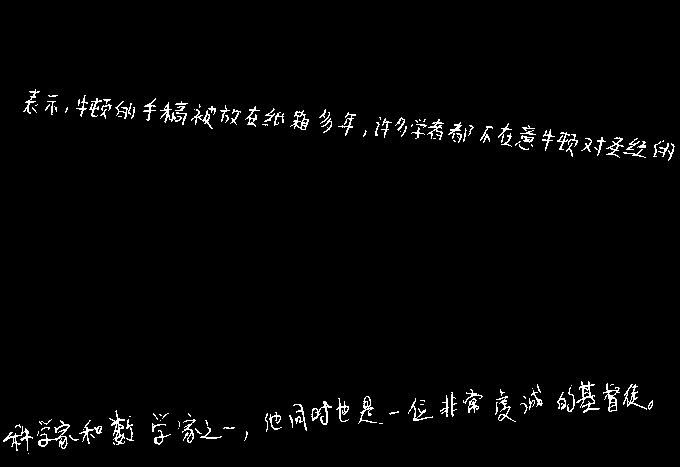 表示，牛顿的手稿被放在纸箱多年，许多学者都不在意牛顿对圣经的
科学家和数学家之一，他同时也是一位非常虔诚的基督徒。